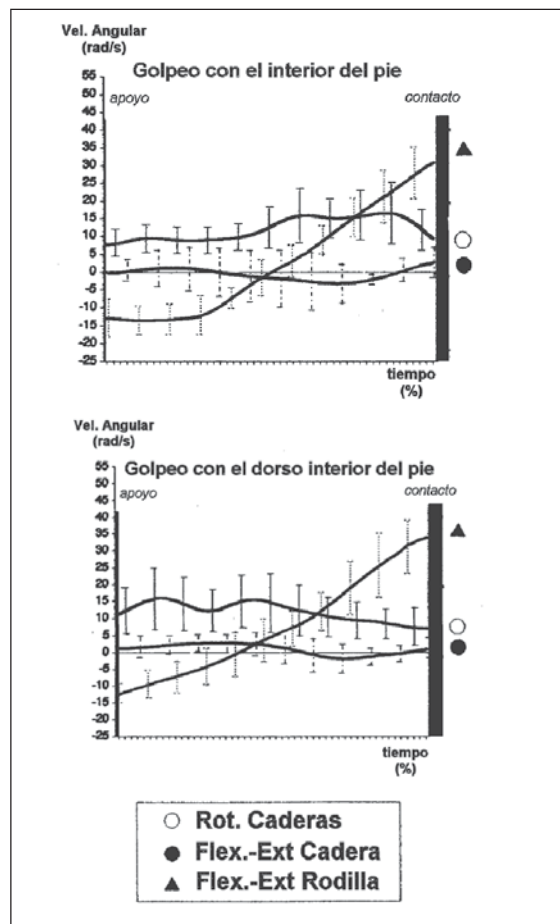 Vel. Angular
(rad/s)
Golpeo con el interior del pie
apoyo
contacto
55
50
45
40
35
30
25
20
15
10
5
0
-5
-10
-15
-20
-25
tiempo
(%)
Vel. Angular
(rad/s)
Golpeo con el dorso interior del pie
apoyo
contacto
55
50
45
40
35
30
25
20
15
10
5
0
-5
-10
-15
-20
-25
tiempo
(%)
Rot. Caderas
Flex.-Ext Cadera
Flex.-Ext Rodilla